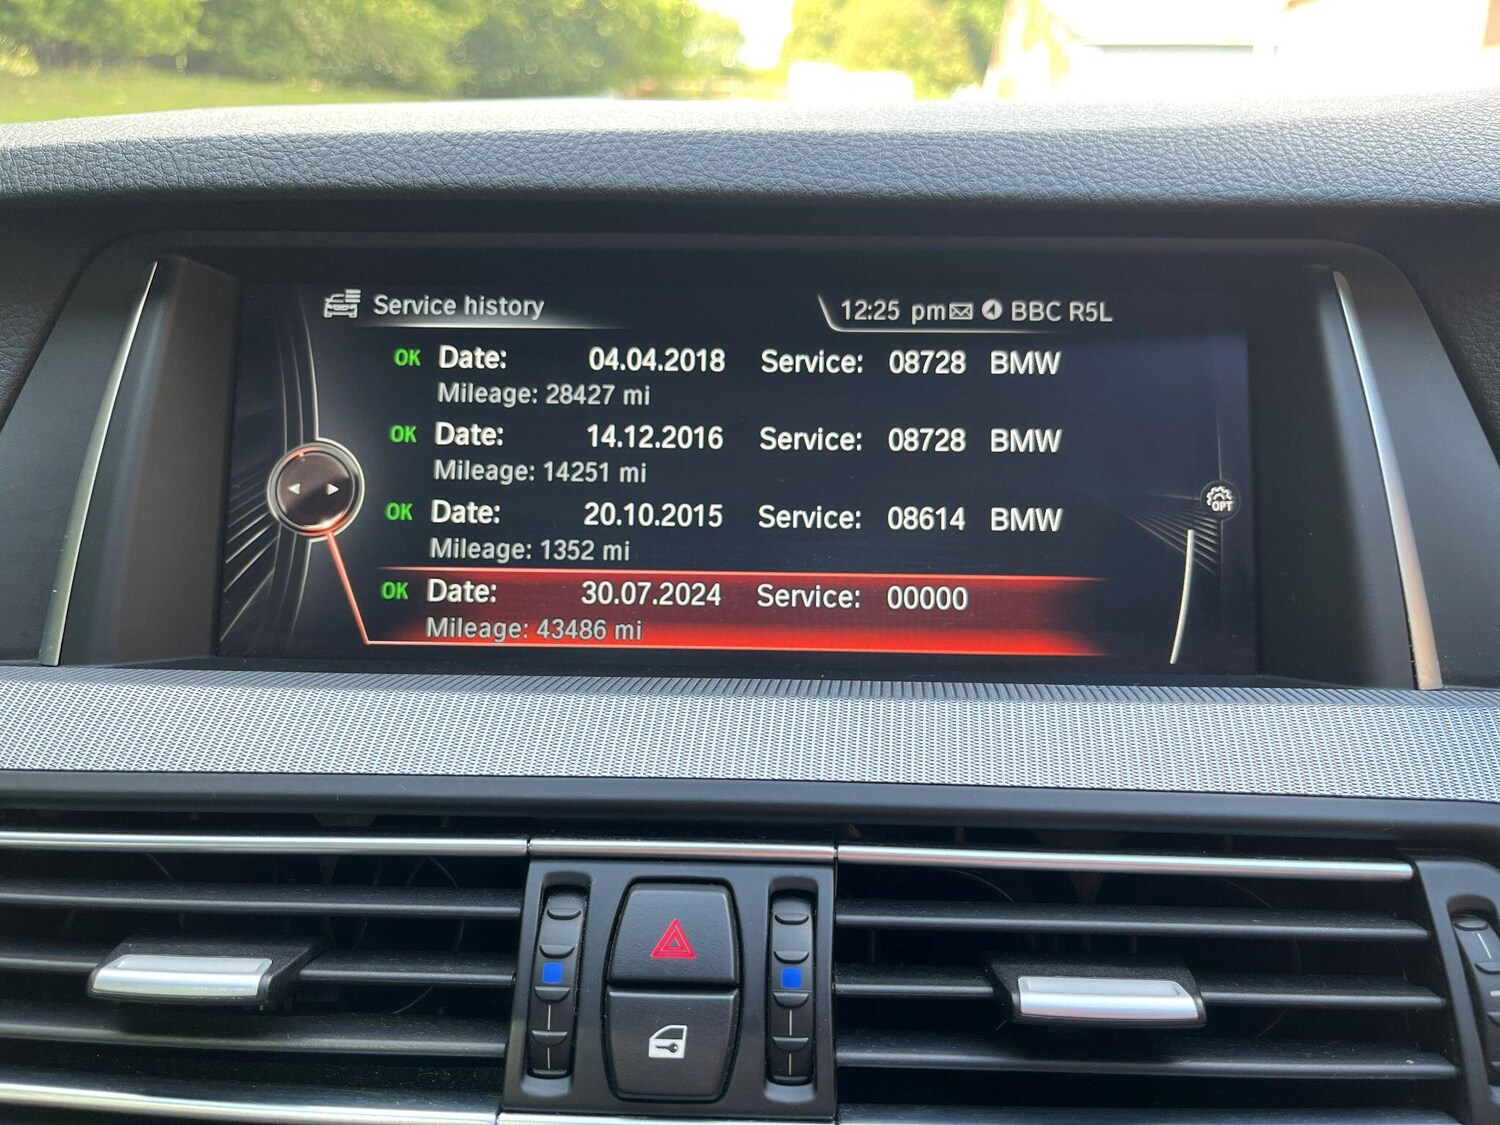 Service history
12:25 pm BBC R5L
OK Date: 04.04.2018 Service: 08728 BMW
Mileage: 28427 mi
OK Date: 14.12.2016 Service: 08728 BMW
Mileage: 14251 mi
OK Date: 20.10.2015 Service: 08614 BMW
Mileage: 1352 mi
OK Date: 30.07.2024 Service: 00000
Mileage: 43486 mi
OPT